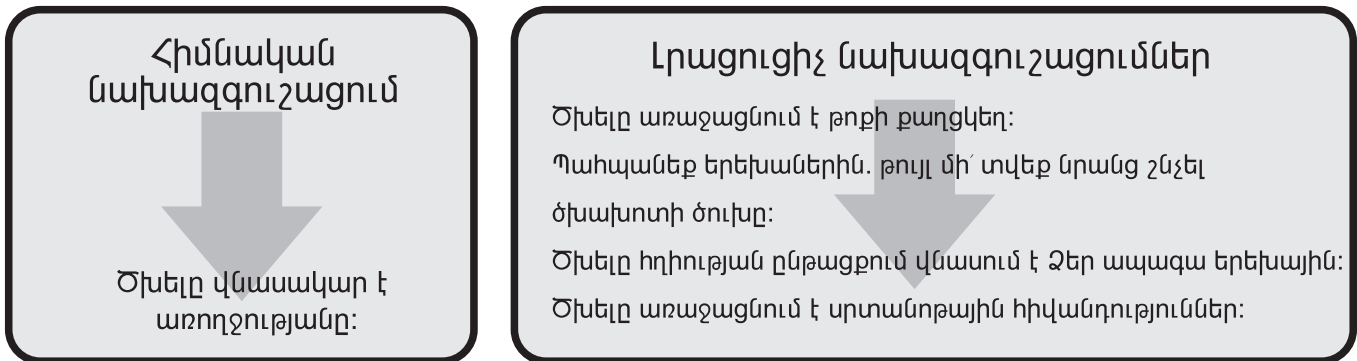 Հիմնական
նախազգուշացում
Ծխելը վնասակար է
առողջությանը:
Լրացուցիչ նախազգուշացումներ
Ծխելը առաջացնում է թոքի քաղցկեղ:
Պահպանեք երեխաներին. թույլ մի՛ տվեք նրանց շնչել
ծխախոտի ծուխը:
Ծխելը հղիության ընթացքում վնասում է Ձեր ապագա երեխային:
Ծխելը առաջացնում է սրտանոթային հիվանդություններ: